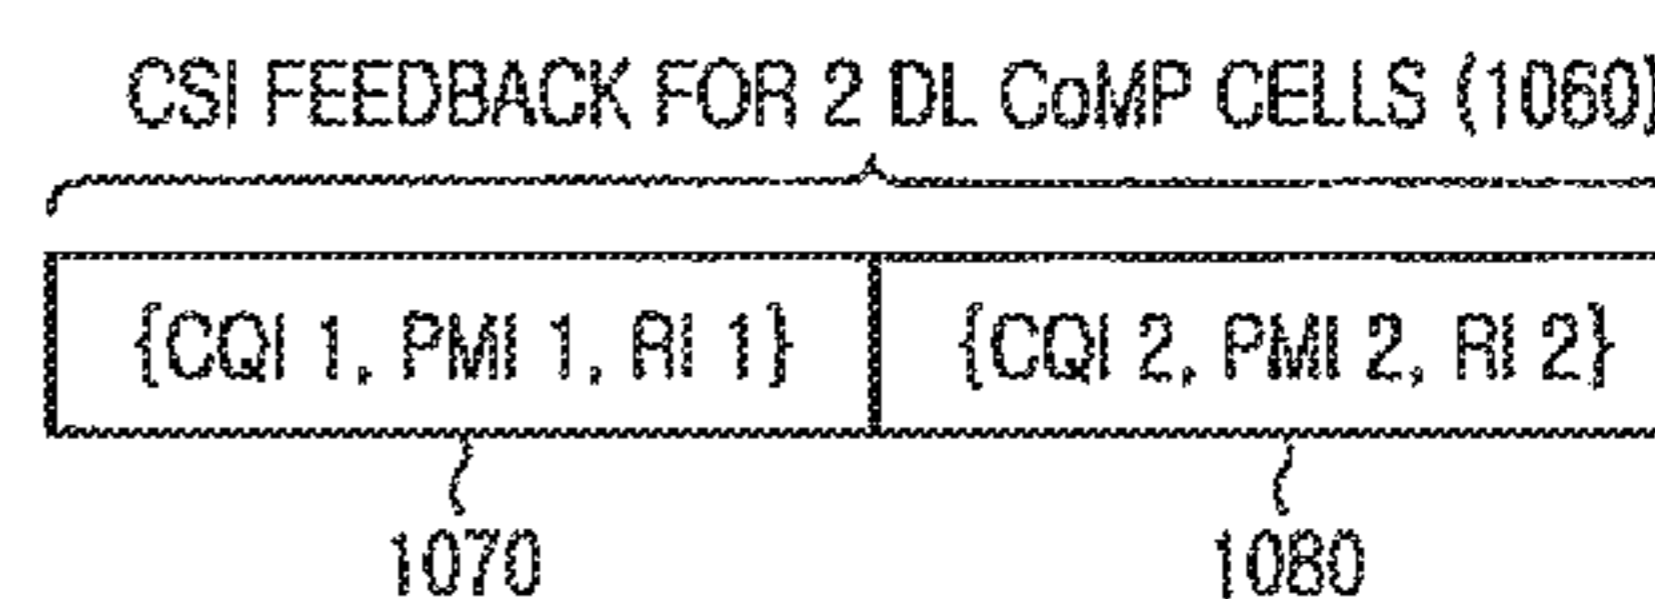 CSI FEEDBACK FOR 2 DL CoMP CELLS (1060)
{CQI 1, PMI 1, RI 1} {CQI 2, PMI 2, RI 2}
1070 1080